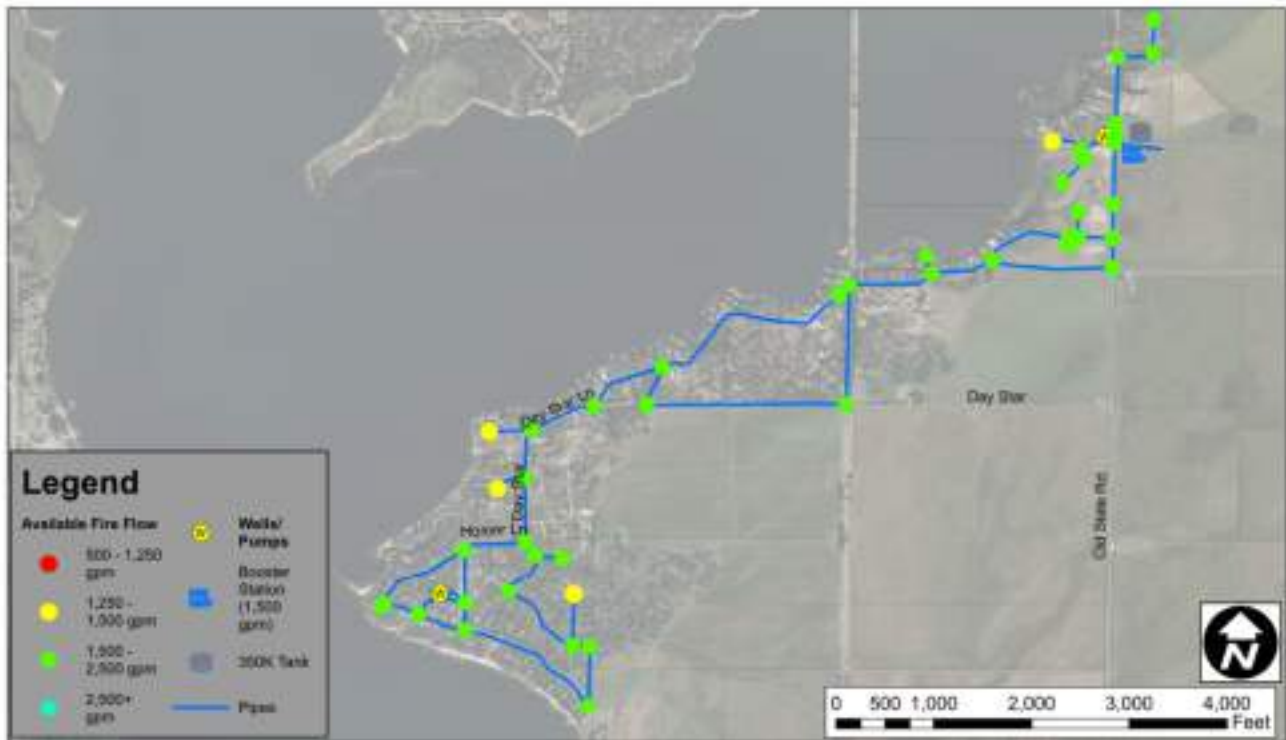 Day Star Ln
Day Star
Day Star
Old State Rd
Legend
Available Fire Flow
500 - 1,250
gpm
1,250 -
1,500 gpm
1,500 -
2,500 gpm
2,500+
gpm
W
Wells/
Pumps
Booster
Station
(1,500
gpm)
350K Tank
Pipes
N
0 500 1,000 2,000 3,000 4,000
Feet